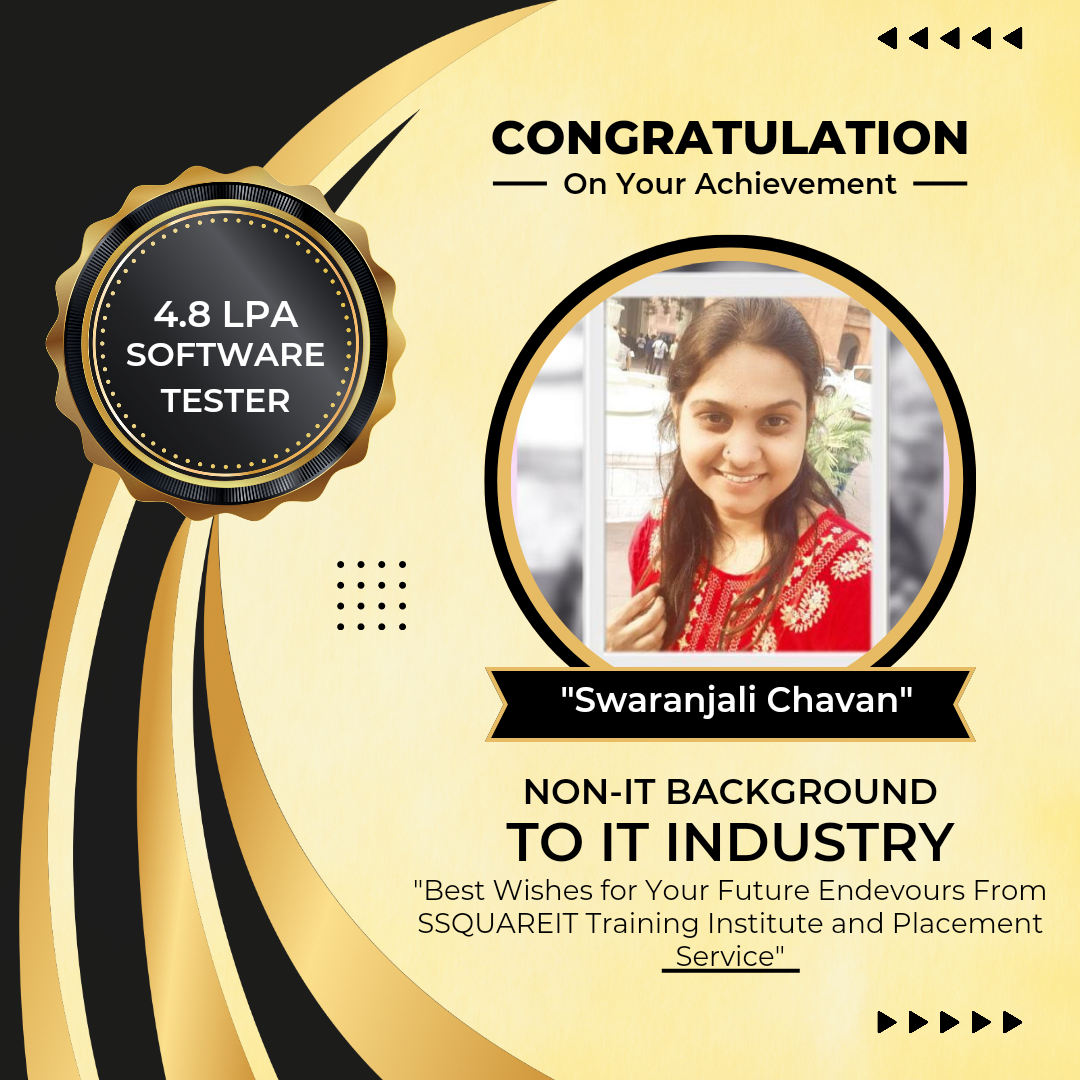 CONGRATULATION
On Your Achievement
4.8 LPA
SOFTWARE
TESTER
"Swaranjali Chavan"
NON-IT BACKGROUND
TO IT INDUSTRY
"Best Wishes for Your Future Endevours From
SSQUAREIT Training Institute and Placement
Service"